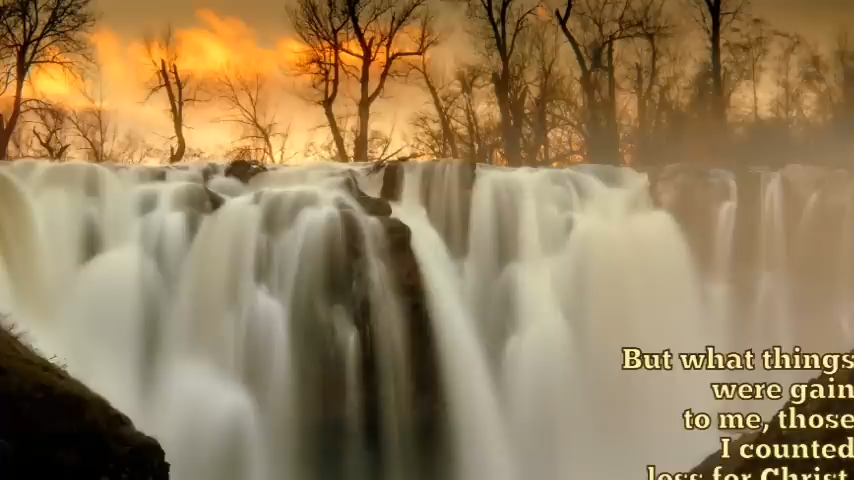 But what things
were gain
to me, those
I counted
loss for Christ.